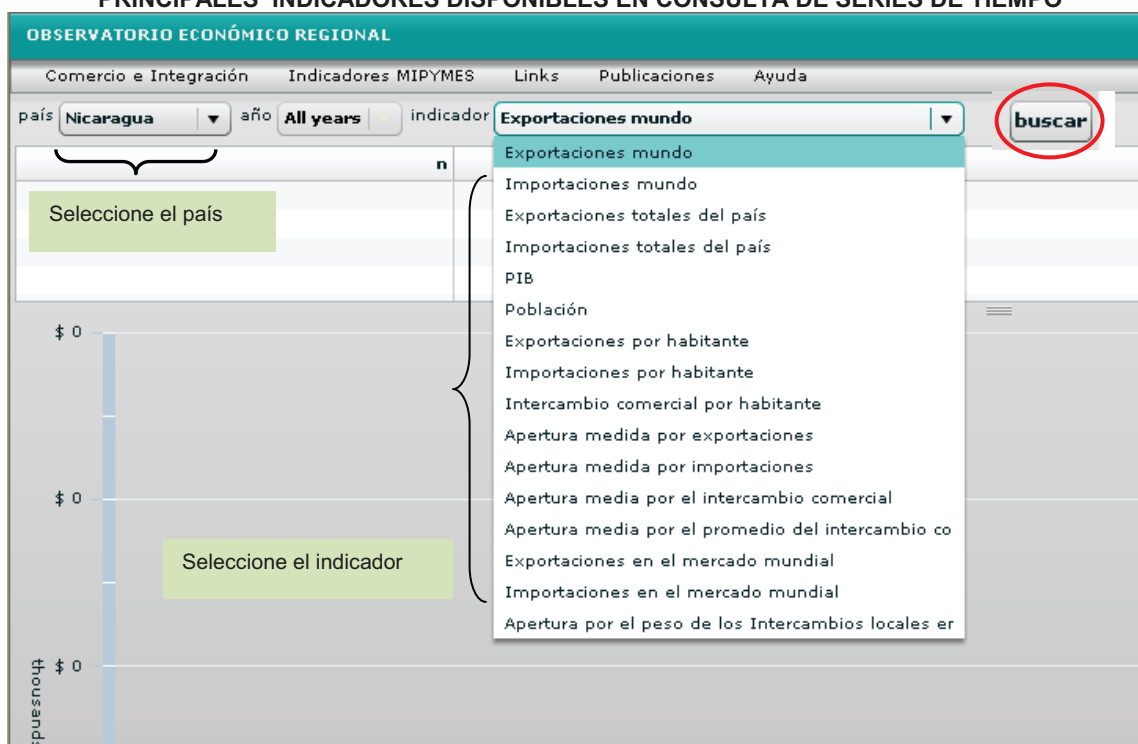 PRINCIPALES INDICADORES DISPONIBLES EN CONSULTA DE SERIES DE TIEMPO
OBSERVATORIO ECONÓMICO REGIONAL
Comercio e Integración Indicadores MIPYMES Links Publicaciones Ayuda
país Nicaragua año All years indicador Exportaciones mundo buscar
n
Exportaciones mundo
Importaciones mundo
Seleccione el país
Exportaciones totales del país
Importaciones totales del país
PIB
Población
$ 0
Exportaciones por habitante
Importaciones por habitante
Intercambio comercial por habitante
Apertura medida por exportaciones
Apertura medida por importaciones
$ 0
Apertura media por el intercambio comercial
Apertura media por el promedio del intercambio co
Seleccione el indicador
Exportaciones en el mercado mundial
Importaciones en el mercado mundial
Apertura por el peso de los Intercambios locales er
$ 0
thousands